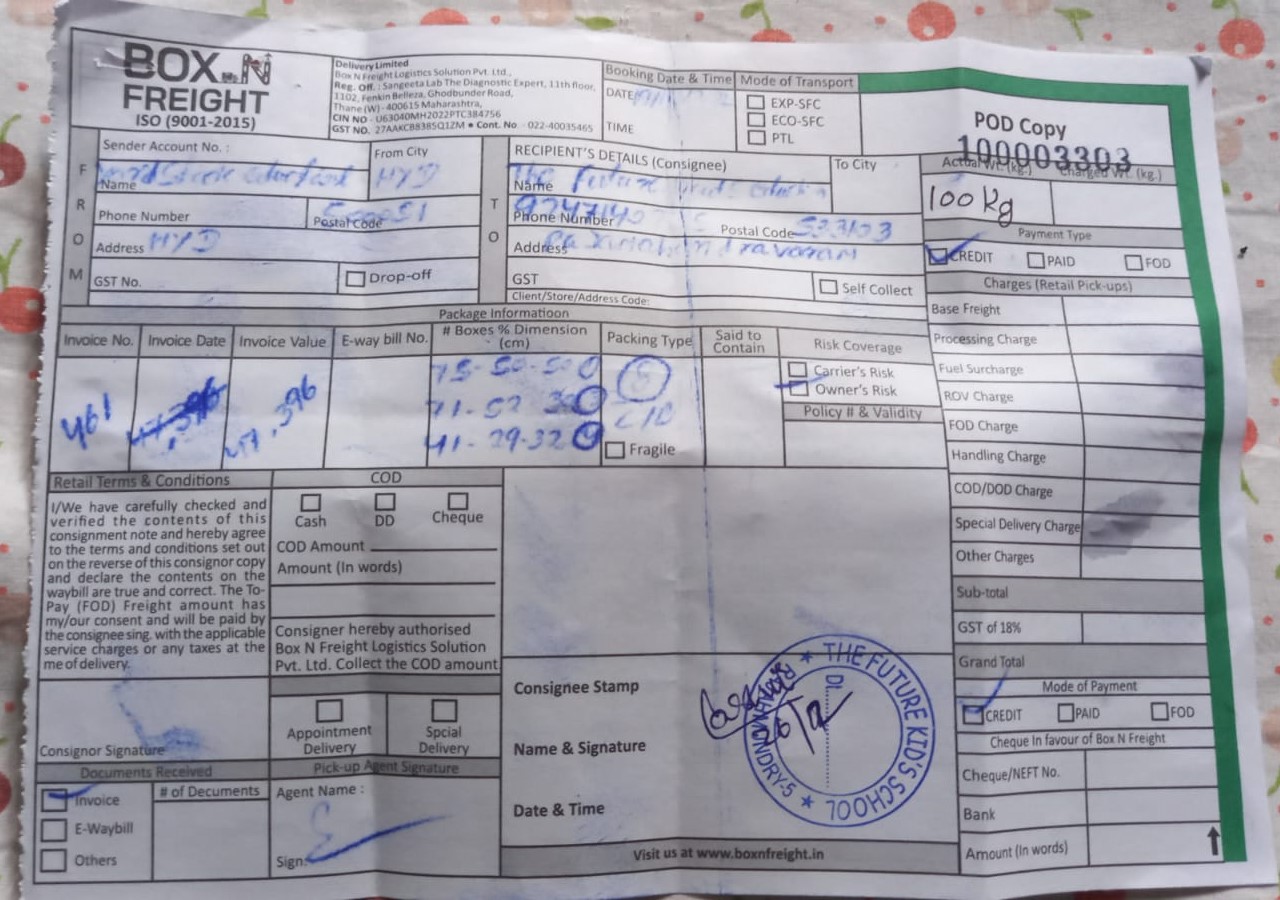 BOX N
FREIGHT
ISO (9001-2015)
Delivery Limited
Box N Freight Logistics Solution Pvt. Ltd.,
Reg. Off. : Sangeeta Lab The Diagnostic Expert, 11th floor,
1102, Fenkin Belleza, Ghodbunder Road,
Thane (W) - 400615 Maharashtra,
CIN NO - U63040MH2022PTC384756
GST NO. 27AAKCB8385Q1ZM • Cont. No. - 022-40035465
Booking Date & Time
DATE
TIME
Mode of Transport
EXP-SFC
ECO-SFC
PTL
POD Copy
100003303
FROM
Sender Account No. :
Name
From City
HYD
Phone Number
Postal Code
Address HYD
GST No.
Drop-off
TO
RECIPIENT'S DETAILS (Consignee)
Name The Future
To City
Phone Number
Postal Code 533103
Address
GST
Self Collect
Client/Store/Address Code:
Actual Wt. (kg.)
Charged Wt. (kg.)
100 Kg
Payment Type
CREDIT
PAID
FOD
Charges (Retail Pick-ups)
Base Freight
Processing Charge
Fuel Surcharge
ROV Charge
FOD Charge
Handling Charge
COD/DOD Charge
Special Delivery Charge
Other Charges
Sub-total
GST of 18%
Grand Total
Mode of Payment
CREDIT
PAID
FOD
Cheque In favour of Box N Freight
Cheque/NEFT No.
Bank
Amount (In words)
Package Informatioon
Invoice No.
Invoice Date
Invoice Value
E-way bill No.
# Boxes % Dimension (cm)
Packing Type
Said to Contain
Risk Coverage
461
47,396
75-50-50
71-52
41-29-32
Fragile
Carrier's Risk
Owner's Risk
Policy # & Validity
Retail Terms & Conditions
I/We have carefully checked and
verified the contents of this
consignment note and hereby agree
to the terms and conditions set out
on the reverse of this consignor copy
and declare the contents on the
waybill are true and correct. The To-
Pay (FOD) Freight amount has
my/our consent and will be paid by
the consignee sing. with the applicable
service charges or any taxes at the
me of delivery.
Consignor Signature
COD
Cash
DD
Cheque
COD Amount
Amount (In words)
Consigner hereby authorised
Box N Freight Logistics Solution
Pvt. Ltd. Collect the COD amount
Appointment Delivery
Spcial Delivery
Documents Received
Invoice
E-Waybill
Others
# of Documents
Pick-up Agent Signature
Agent Name :
Sign:
Consignee Stamp
Name & Signature
Date & Time
THE FUTURE KID'S SCHOOL
RAJAHMUNDRY-5
Dt.
Visit us at www.boxnfreight.in